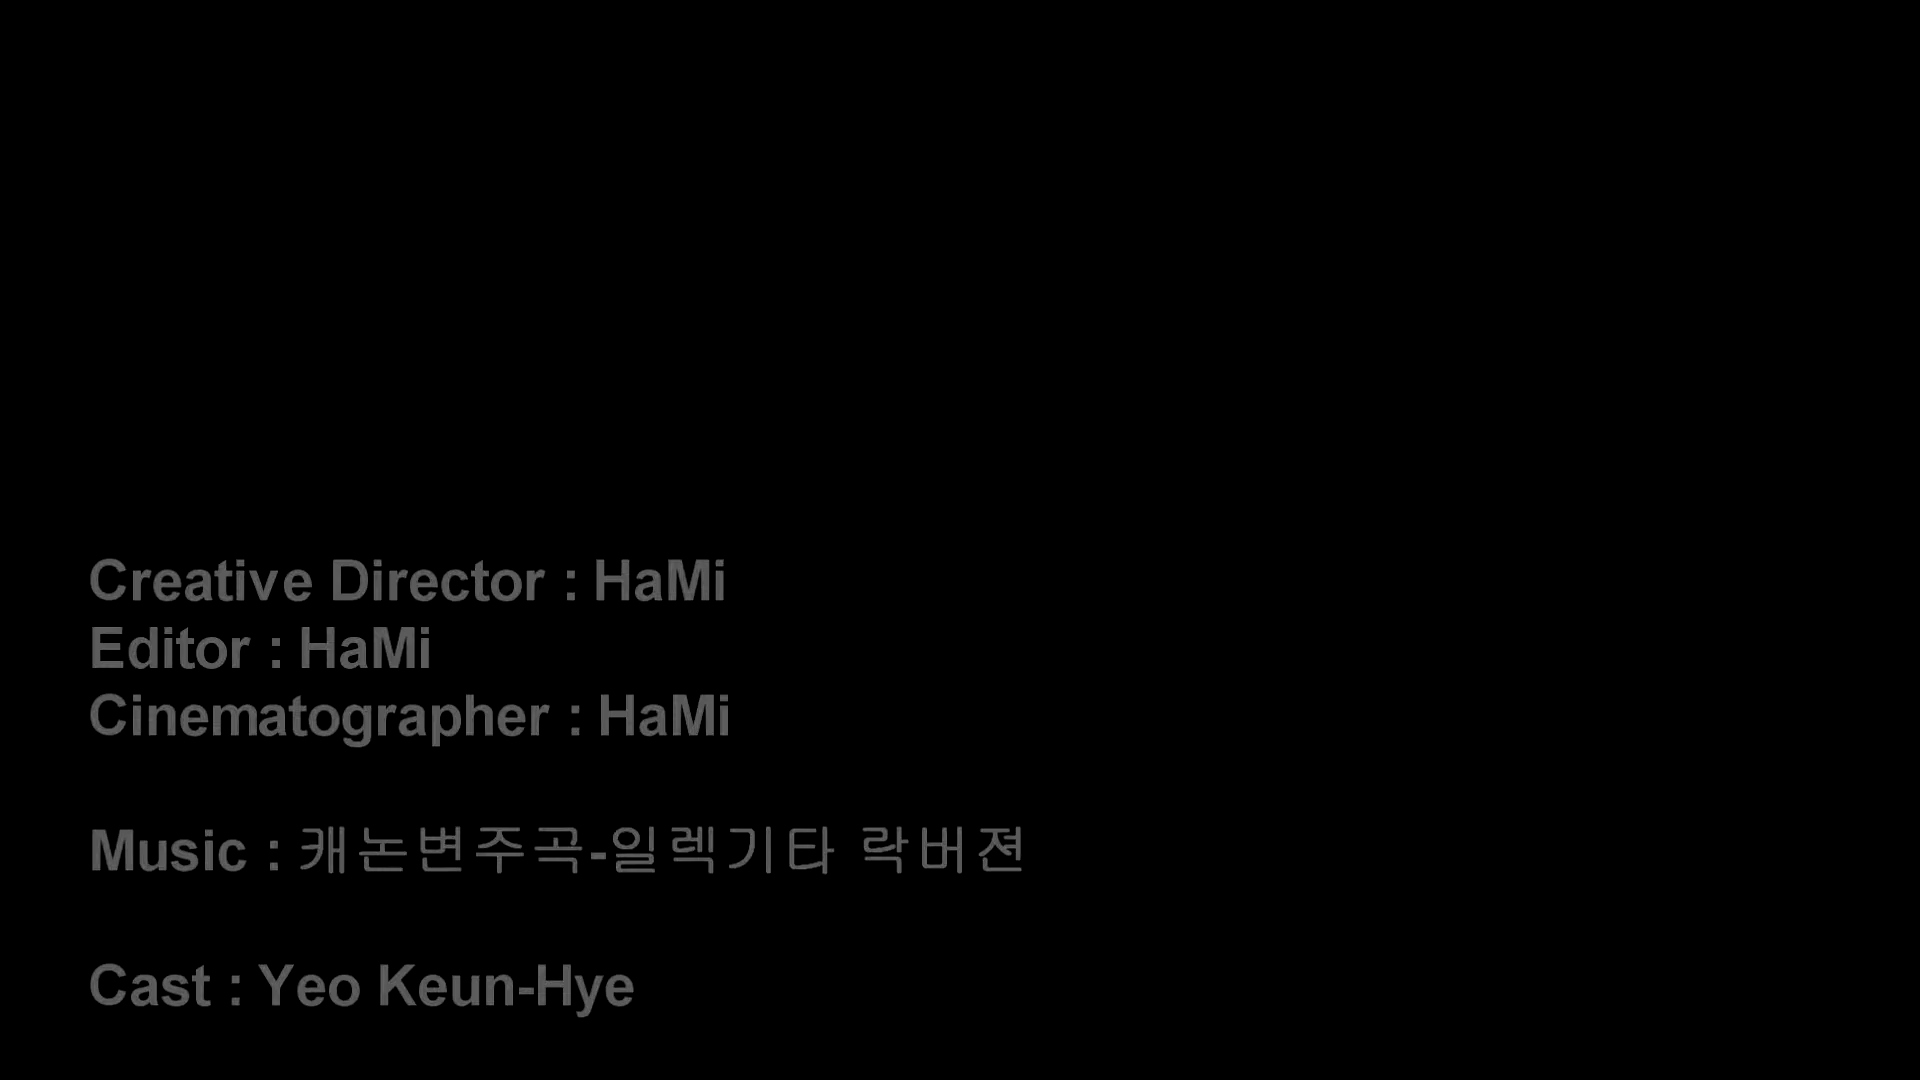 Creative Director : HaMi
Editor : HaMi
Cinematographer : HaMi
Music : 캐논변주곡-일렉기타 락버젼
Cast : Yeo Keun-Hye